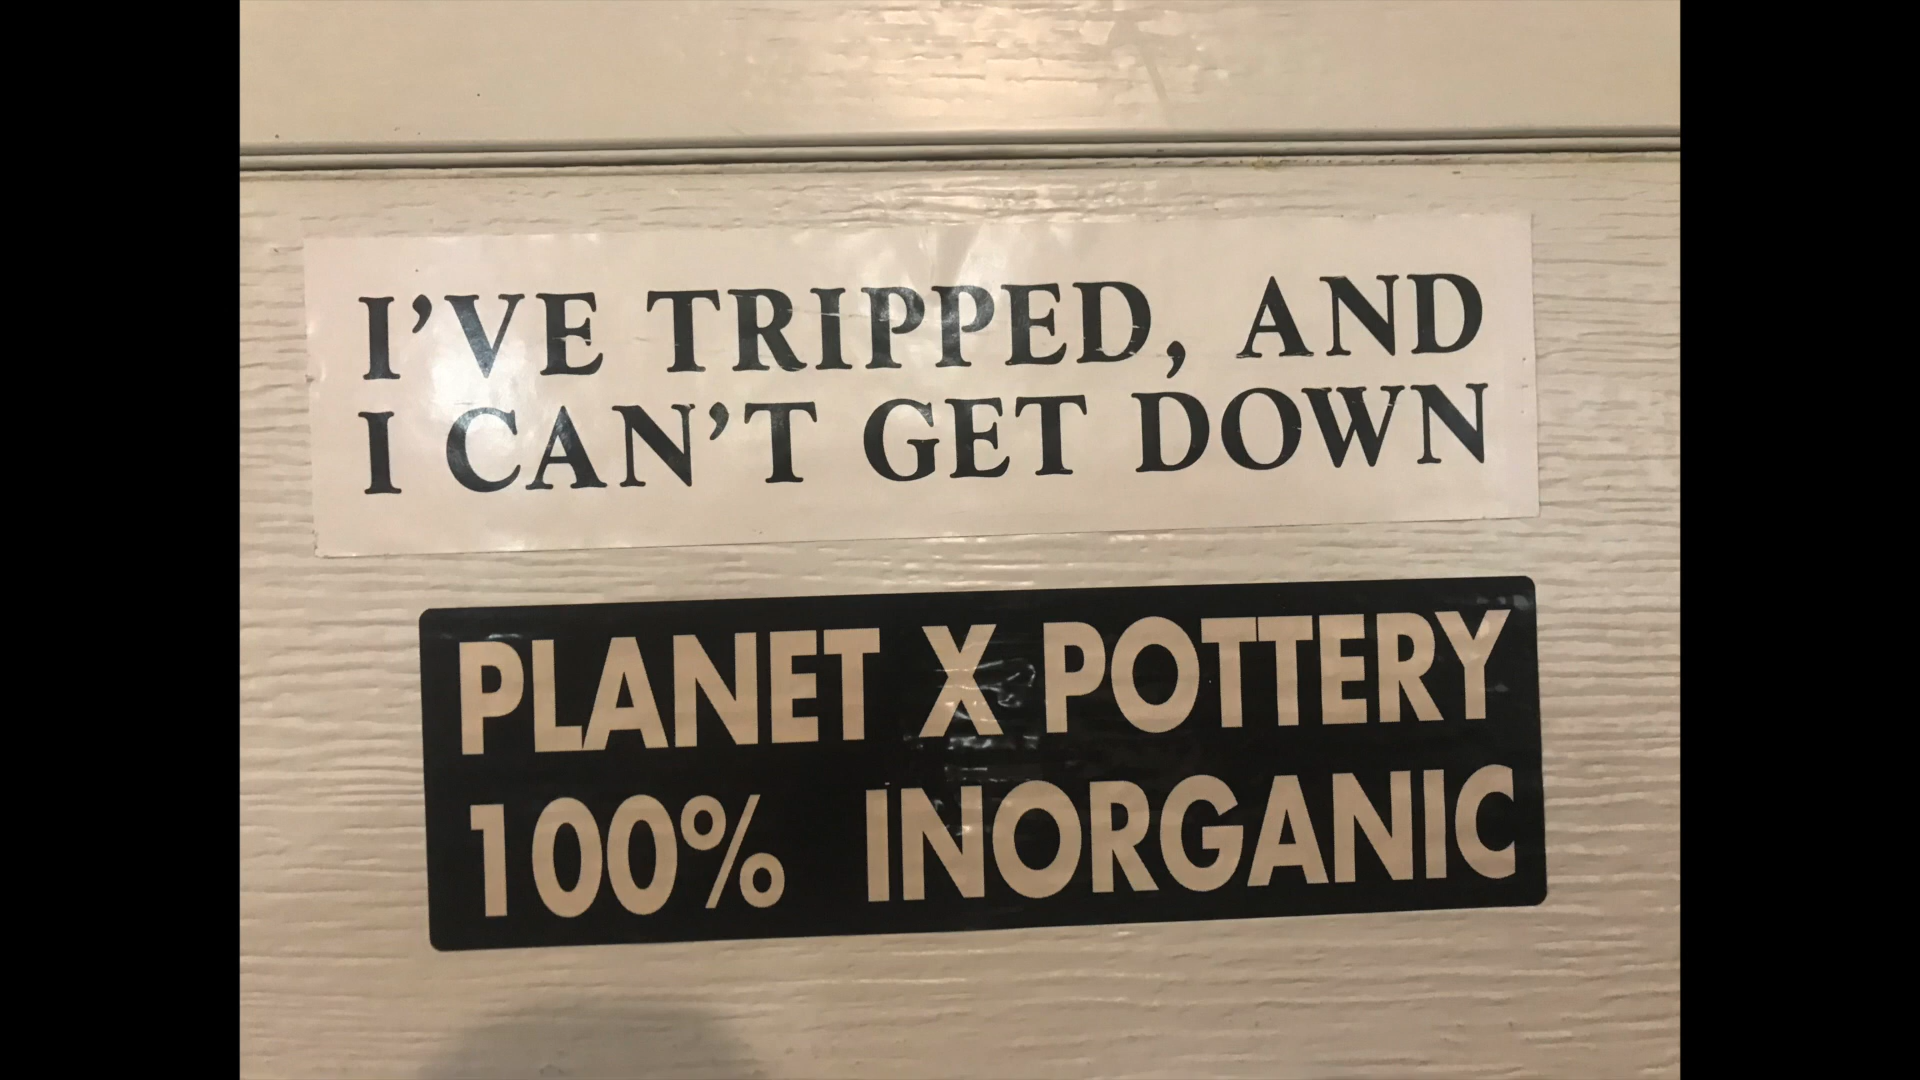 I'VE TRIPPED, AND
I CAN'T GET DOWN
PLANET X POTTERY
100% INORGANIC